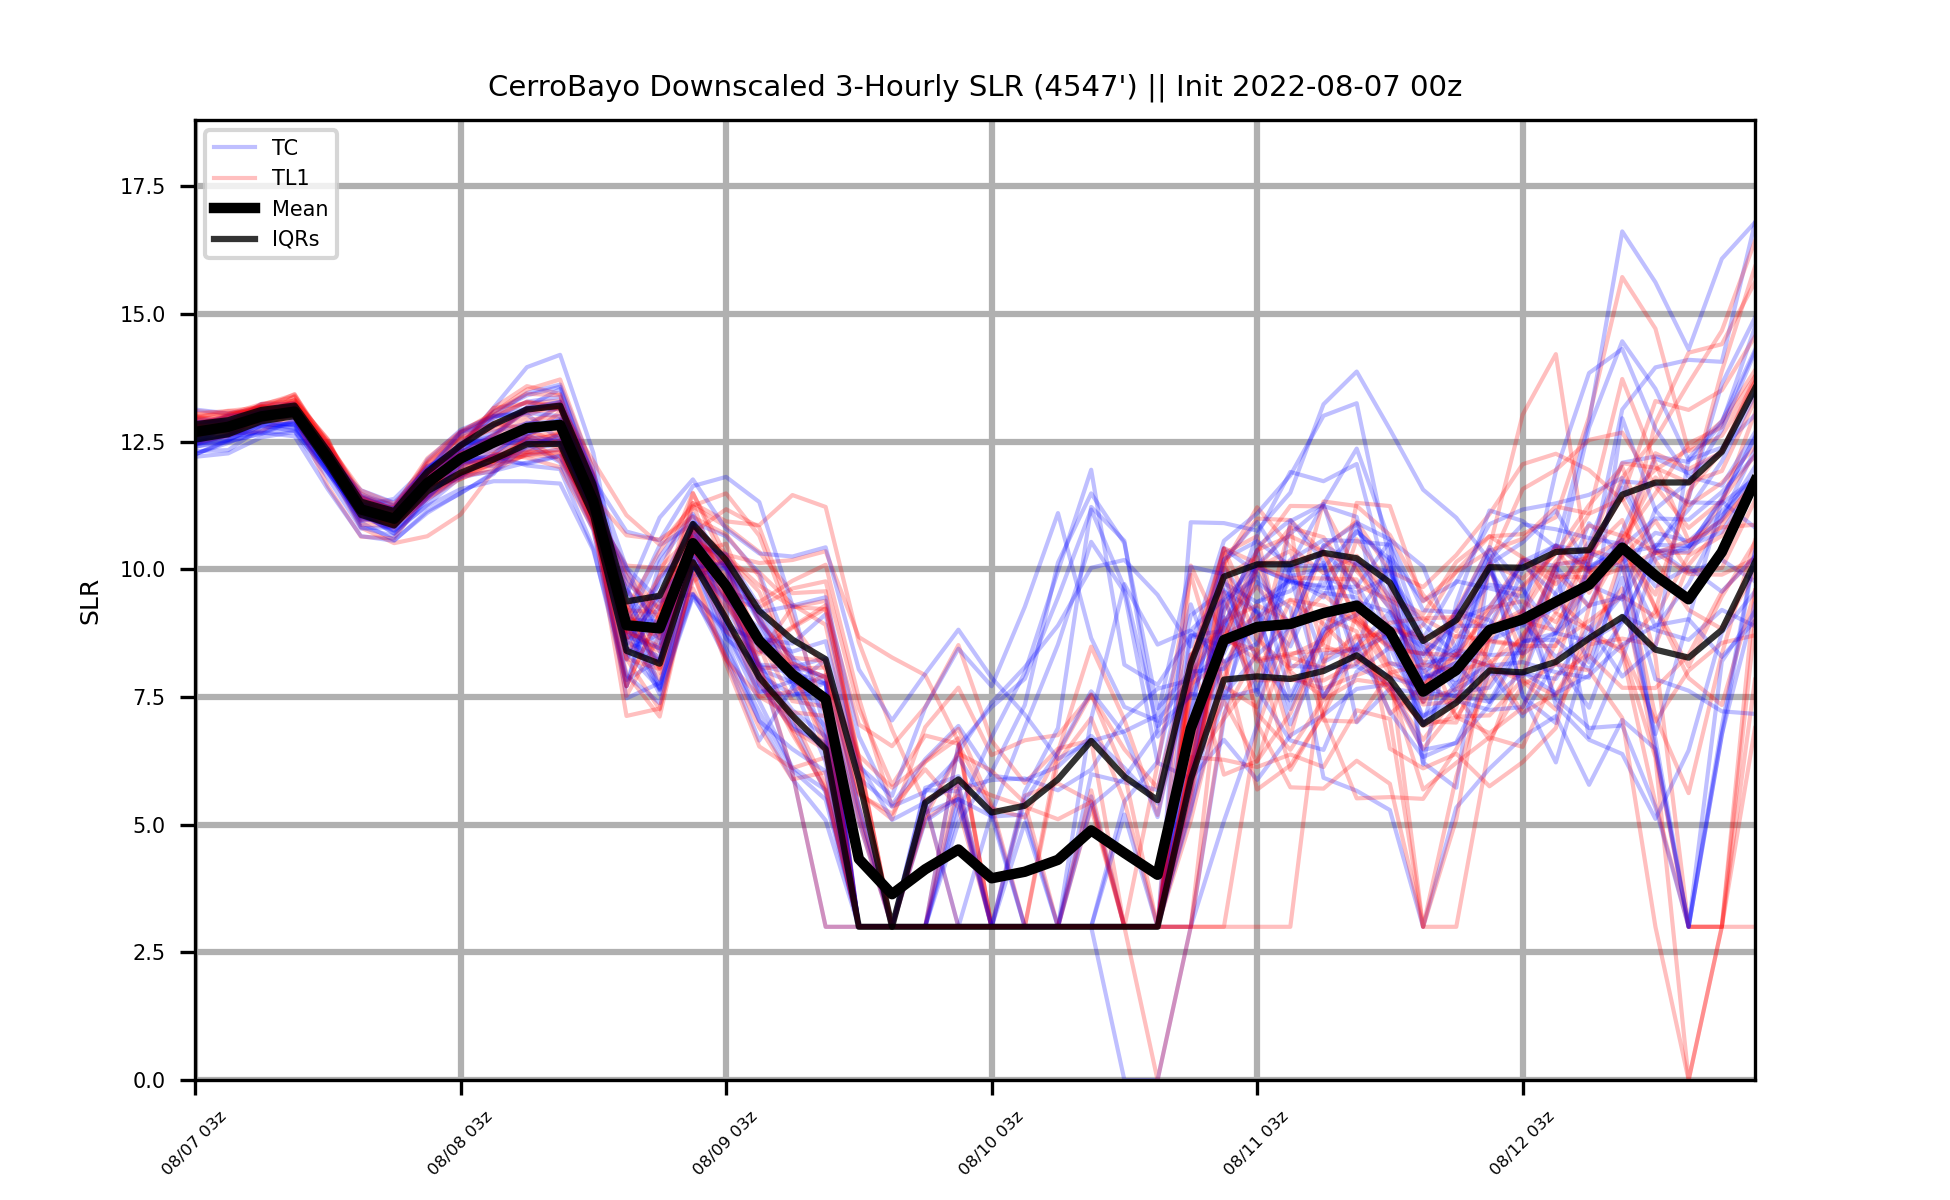 CerroBayo Downscaled 3-Hourly SLR (4547') || Init 2022-08-07 00z
TC
TL1
Mean
IQRs
SLR
17.5
15.0
12.5
10.0
7.5
5.0
2.5
0.0
08/07 03z
08/08 03z
08/09 03z
08/10 03z
08/11 03z
08/12 03z